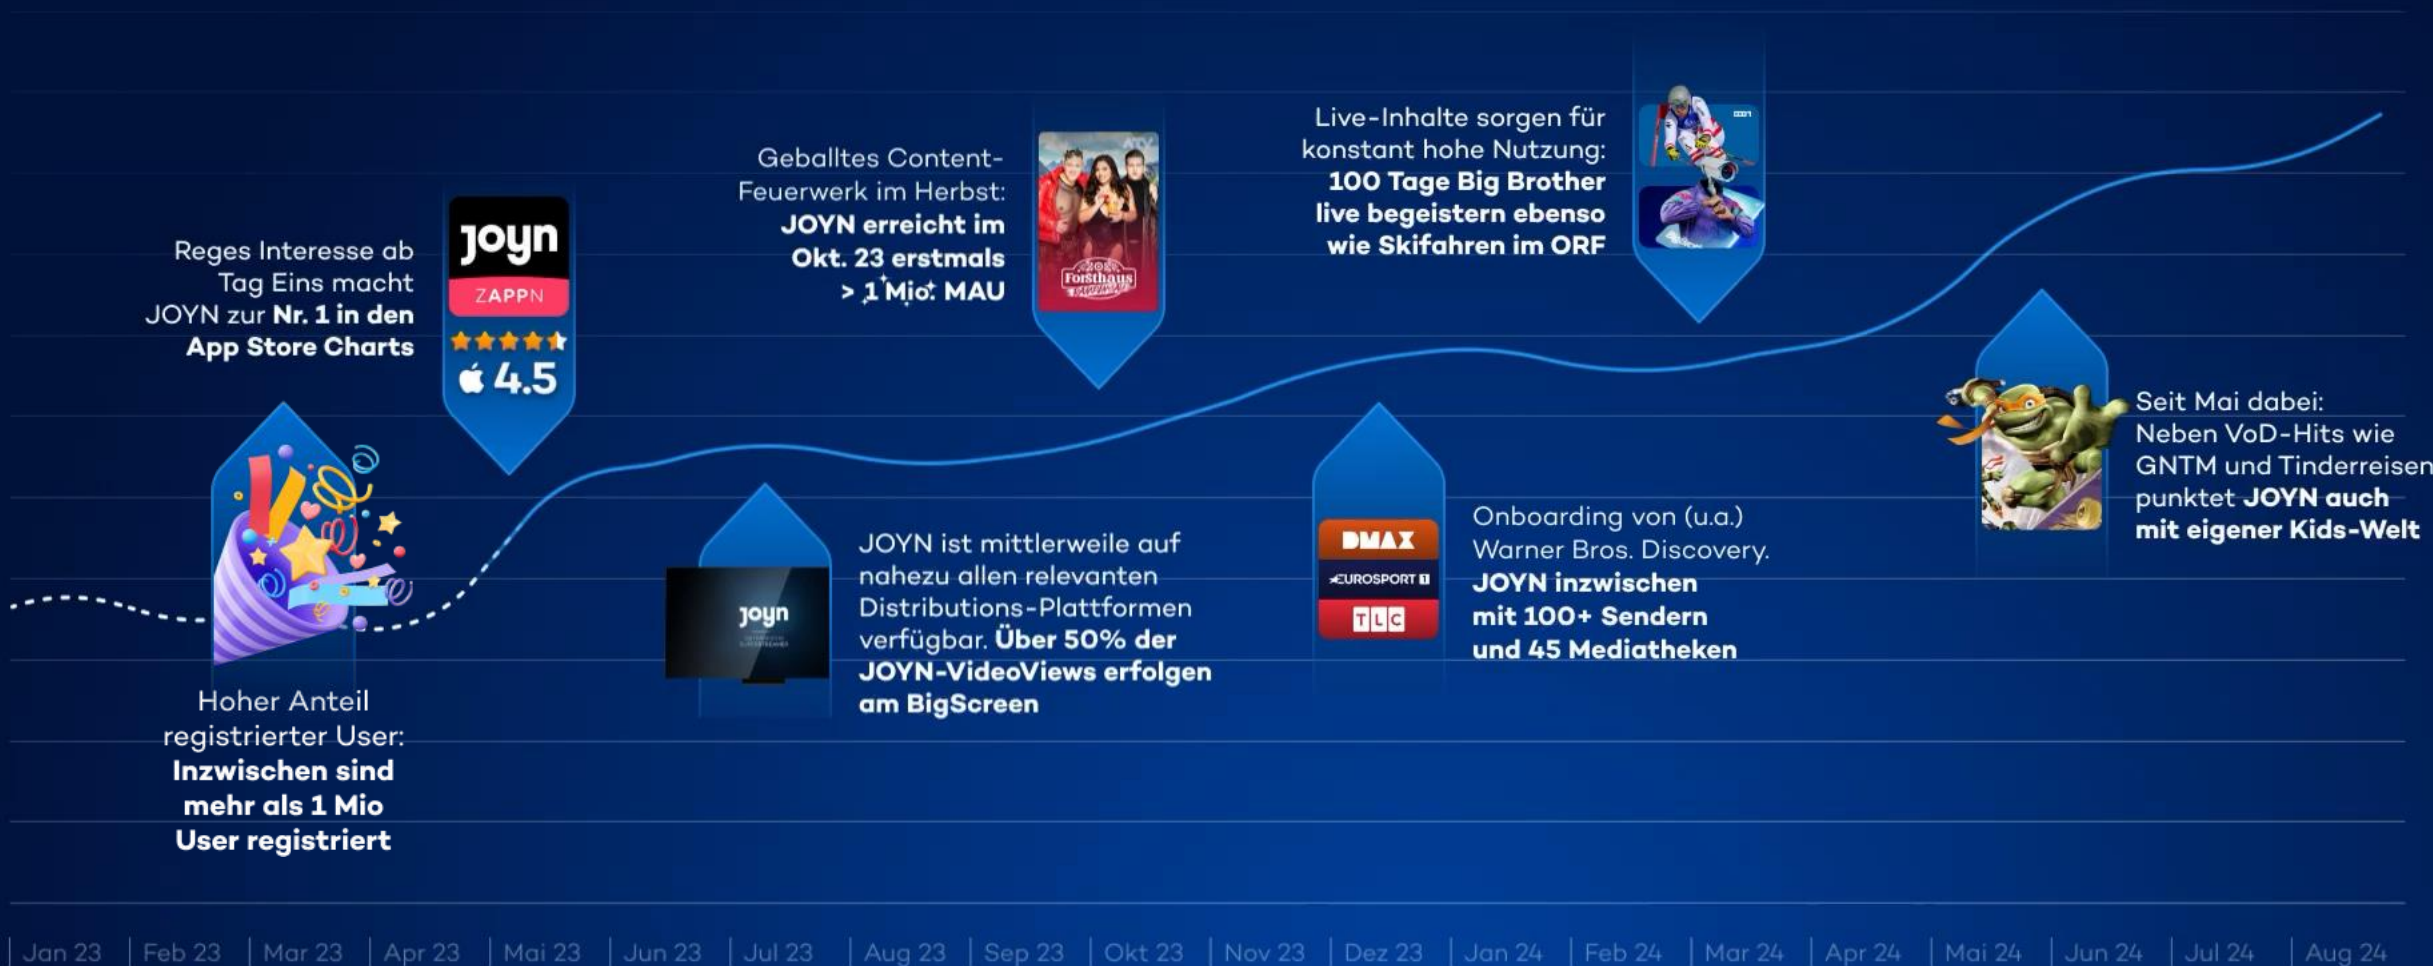 Reges Interesse ab
Tag Eins macht
JOYN zur Nr. 1 in den
App Store Charts
joyn
ZAPPN
4.5
Geballtes Content-
Feuerwerk im Herbst:
JOYN erreicht im
Okt. 23 erstmals
> 1 Mio. MAU
ATV
Forsthaus
Live-Inhalte sorgen für
konstant hohe Nutzung:
100 Tage Big Brother
live begeistern ebenso
wie Skifahren im ORF
Hoher Anteil
registrierter User:
Inzwischen sind
mehr als 1 Mio
User registriert
joyn
JOYN ist mittlerweile auf
nahezu allen relevanten
Distributions-Plattformen
verfügbar. Über 50% der
JOYN-VideoViews erfolgen
am BigScreen
DMAX
EUROSPORT 1
TLC
Onboarding von (u.a.)
Warner Bros. Discovery.
JOYN inzwischen
mit 100+ Sendern
und 45 Mediatheken
Seit Mai dabei:
Neben VoD-Hits wie
GNTM und Tinderreisen
punktet JOYN auch
mit eigener Kids-Welt
Jan 23 Feb 23 Mar 23 Apr 23 Mai 23 Jun 23 Jul 23 Aug 23 Sep 23 Okt 23 Nov 23 Dez 23 Jan 24 Feb 24 Mar 24 Apr 24 Mai 24 Jun 24 Jul 24 Aug 24